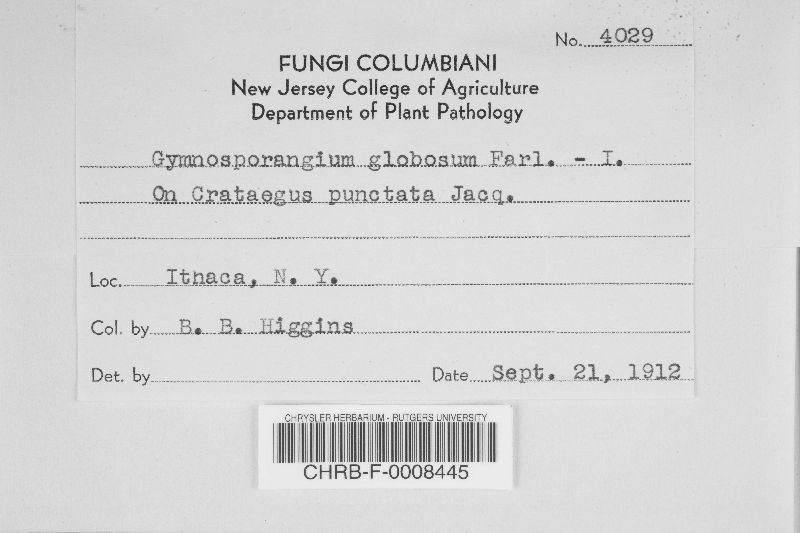 No. 4029
FUNGI COLUMBIANI
New Jersey College of Agriculture
Department of Plant Pathology
Gymnosporangium globosum Farl. - I.
On Crataegus punctata Jacq.
Loc. Ithaca, N. Y.
Col. by B. B. Higgins
Det. by Date Sept. 21, 1912
CHRYSLER HERBARIUM - RUTGERS UNIVERSITY
CHRB-F-0008445